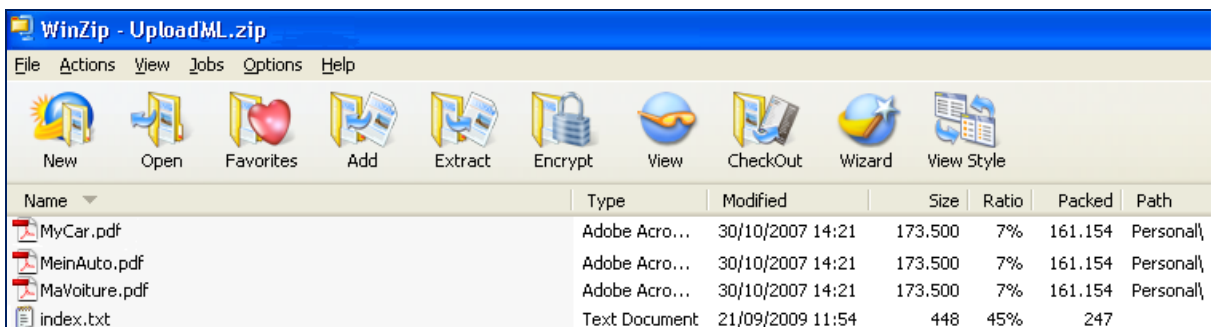 WinZip - UploadML.zip
File Actions View Jobs Options Help
New Open Favorites Add Extract Encrypt View CheckOut Wizard View Style
Name Type Modified Size Ratio Packed Path
MyCar.pdf Adobe Acro... 30/10/2007 14:21 173.500 7% 161.154 Personal\
MeinAuto.pdf Adobe Acro... 30/10/2007 14:21 173.500 7% 161.154 Personal\
MaVoiture.pdf Adobe Acro... 30/10/2007 14:21 173.500 7% 161.154 Personal\
index.txt Text Document 21/09/2009 11:54 448 45% 247